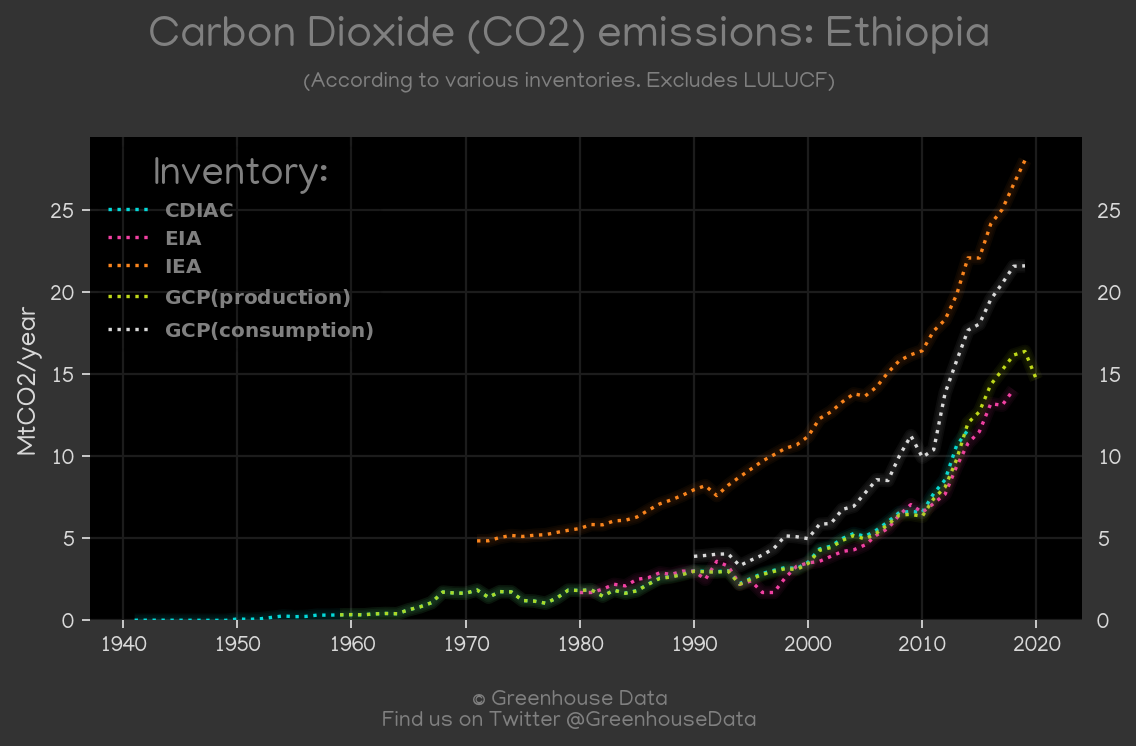 Carbon Dioxide (CO2) emissions: Ethiopia
(According to various inventories. Excludes LULUCF)
Inventory:
CDIAC
EIA
IEA
GCP(production)
GCP(consumption)
MtCO2/year
25 25
20 20
15 15
10 10
5 5
0 0
1940 1950 1960 1970 1980 1990 2000 2010 2020
© Greenhouse Data
Find us on Twitter @GreenhouseData